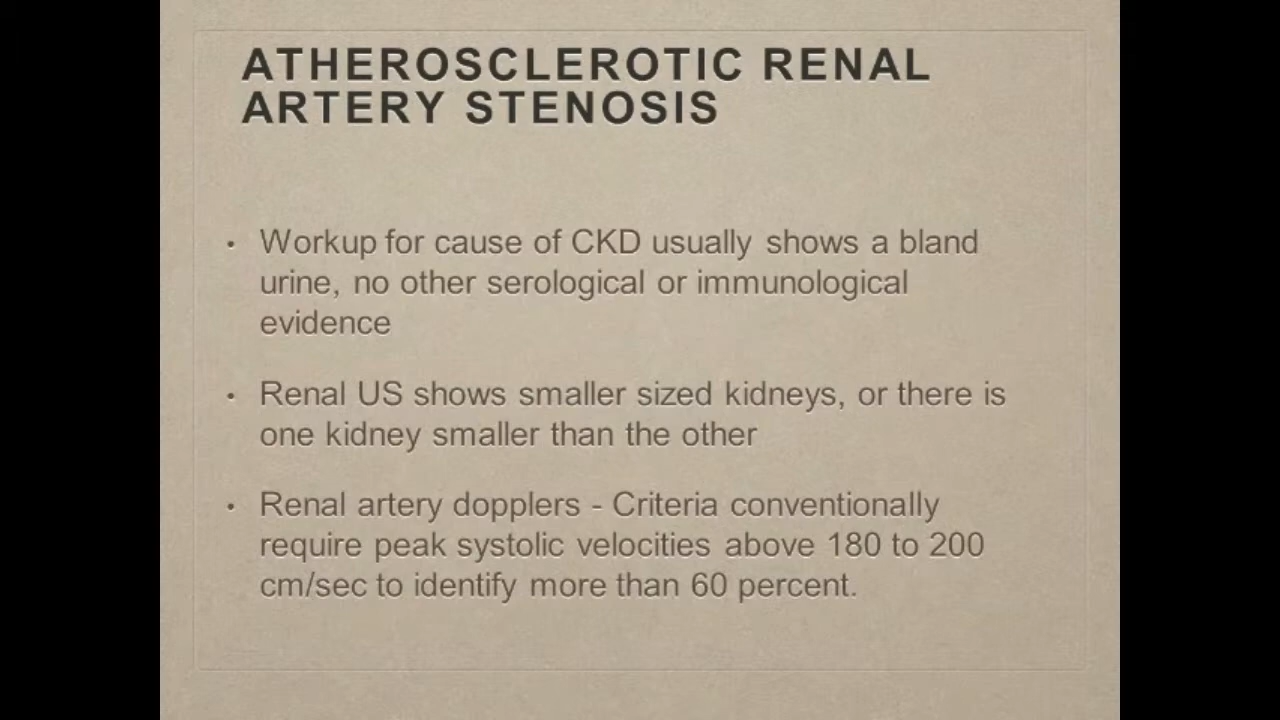 ATHEROSCLEROTIC RENAL
ARTERY STENOSIS
• Workup for cause of CKD usually shows a bland
urine, no other serological or immunological
evidence
• Renal US shows smaller sized kidneys, or there is
one kidney smaller than the other
• Renal artery dopplers - Criteria conventionally
require peak systolic velocities above 180 to 200
cm/sec to identify more than 60 percent.